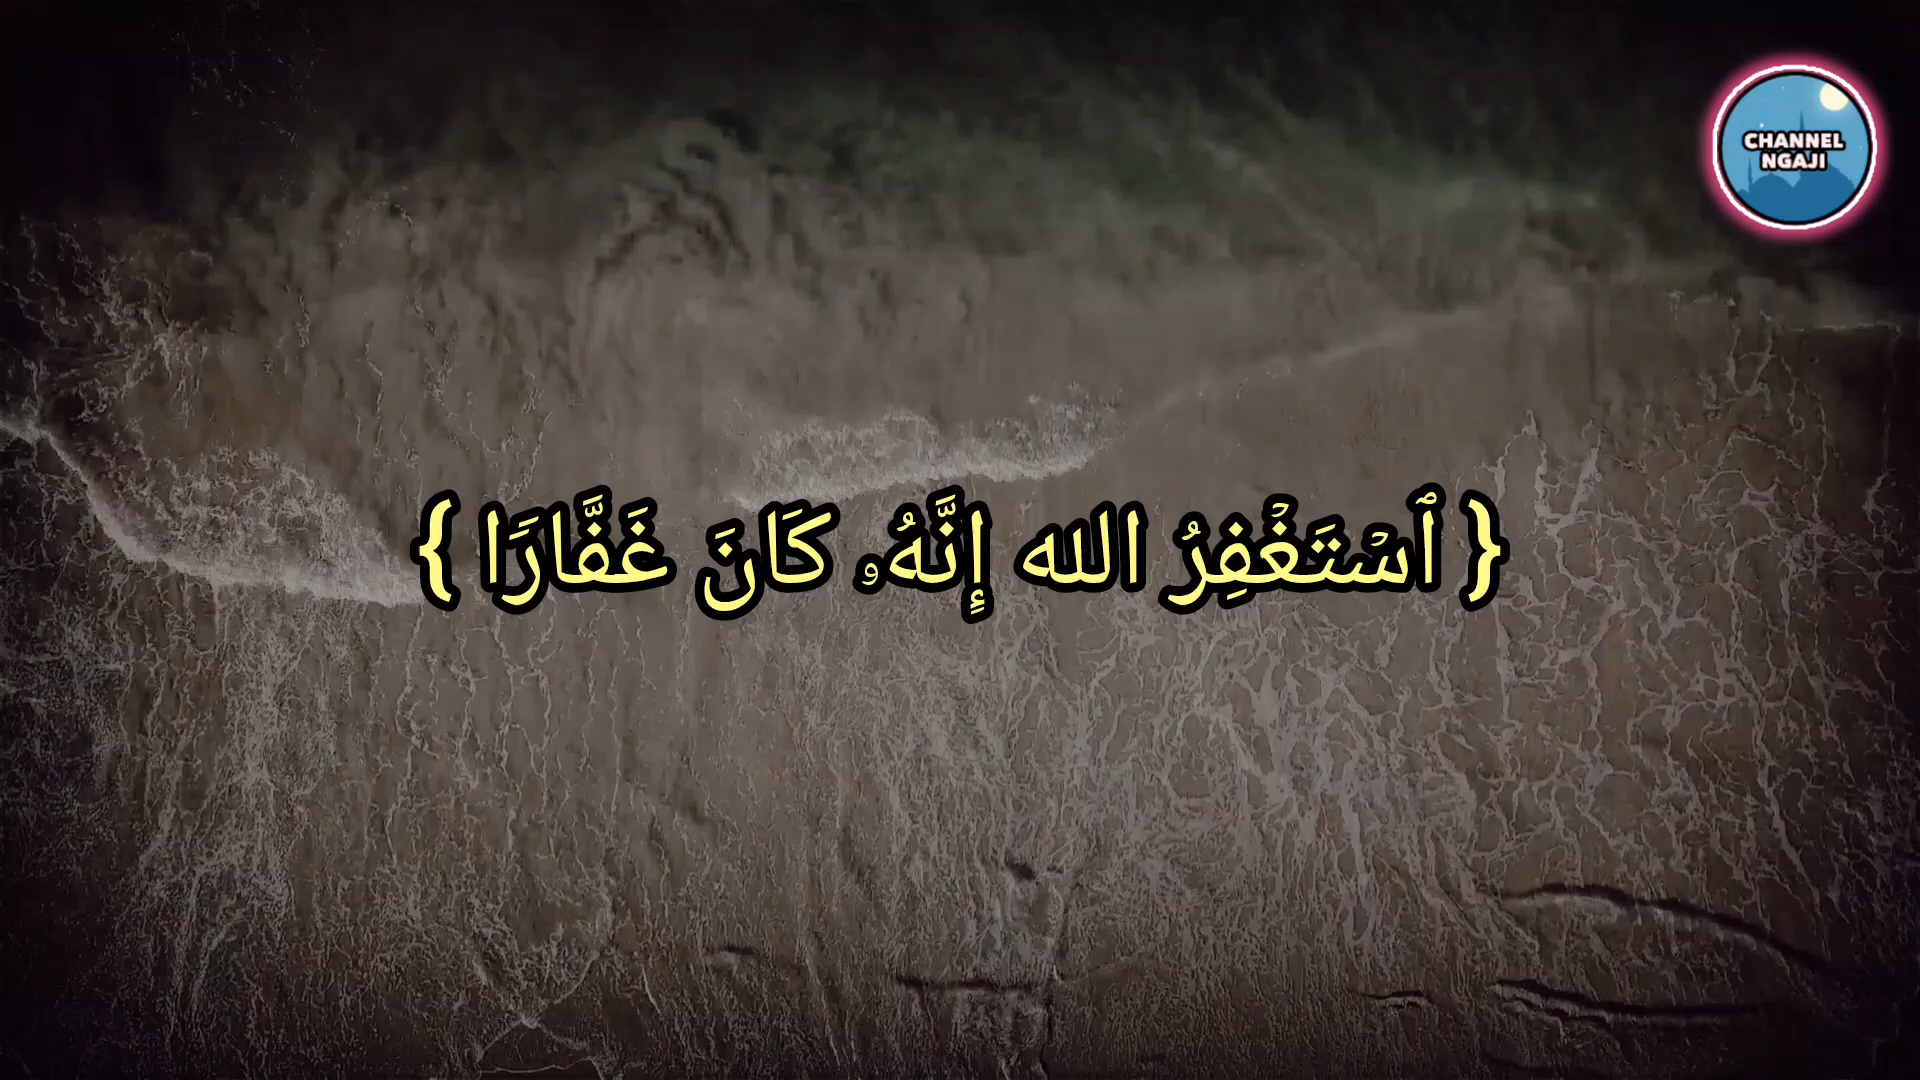 { ٱسْتَغْفِرُ الله إِنَّهُۥ كَانَ غَفَّارَا }
CHANNEL
NGAJI